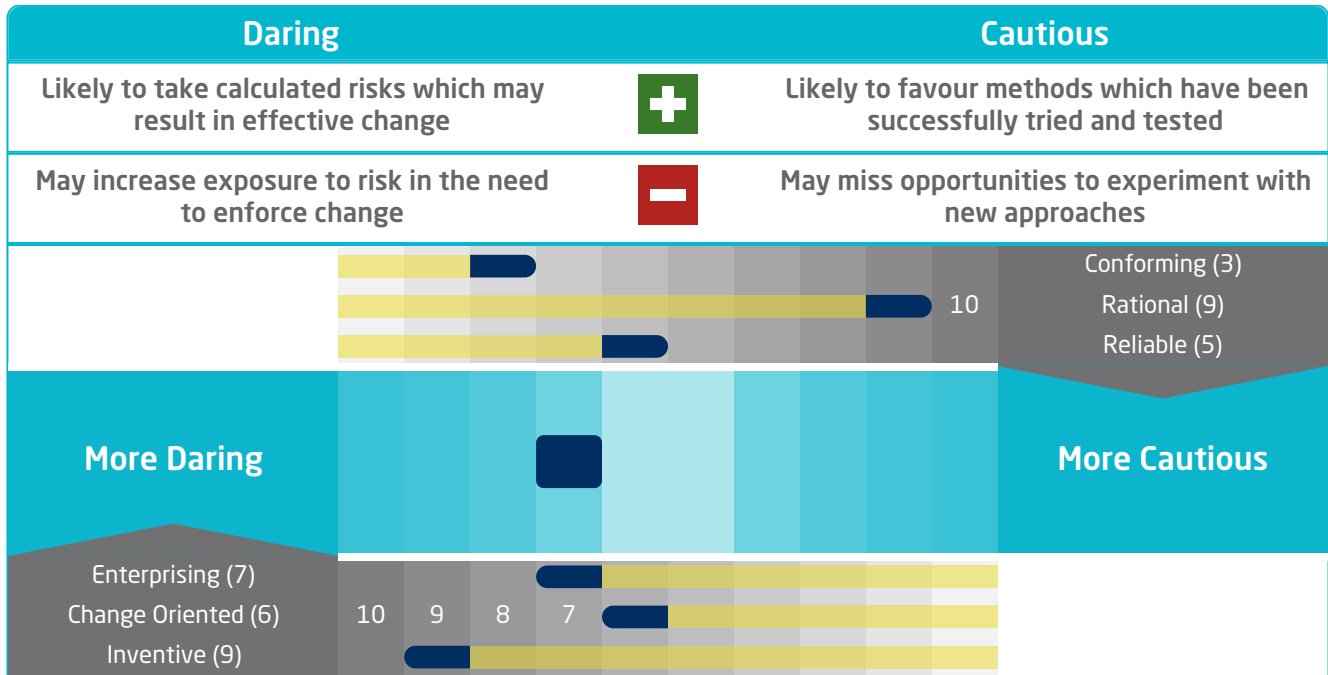 Daring
Cautious
Likely to take calculated risks which may
result in effective change
Likely to favour methods which have been
successfully tried and tested
May increase exposure to risk in the need
to enforce change
May miss opportunities to experiment with
new approaches
Conforming (3)
10
Rational (9)
Reliable (5)
More Daring
More Cautious
Enterprising (7)
Change Oriented (6)
10 9 8 7
Inventive (9)